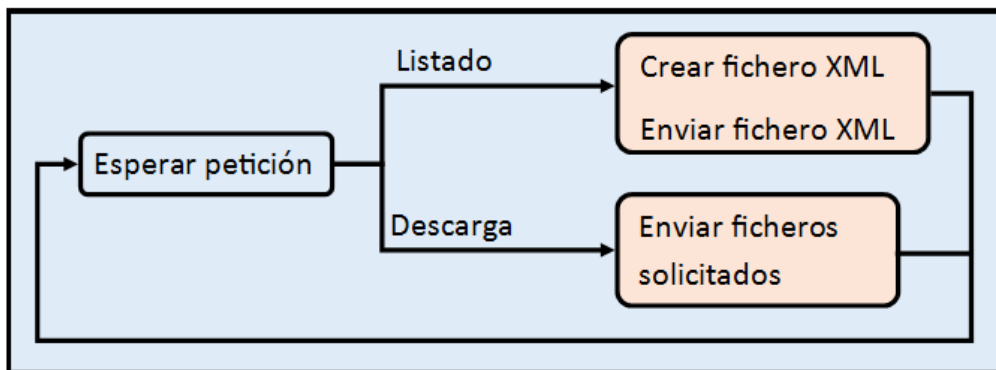 Listado
Crear fichero XML
Enviar fichero XML
Esperar petición
Descarga
Enviar ficheros
solicitados